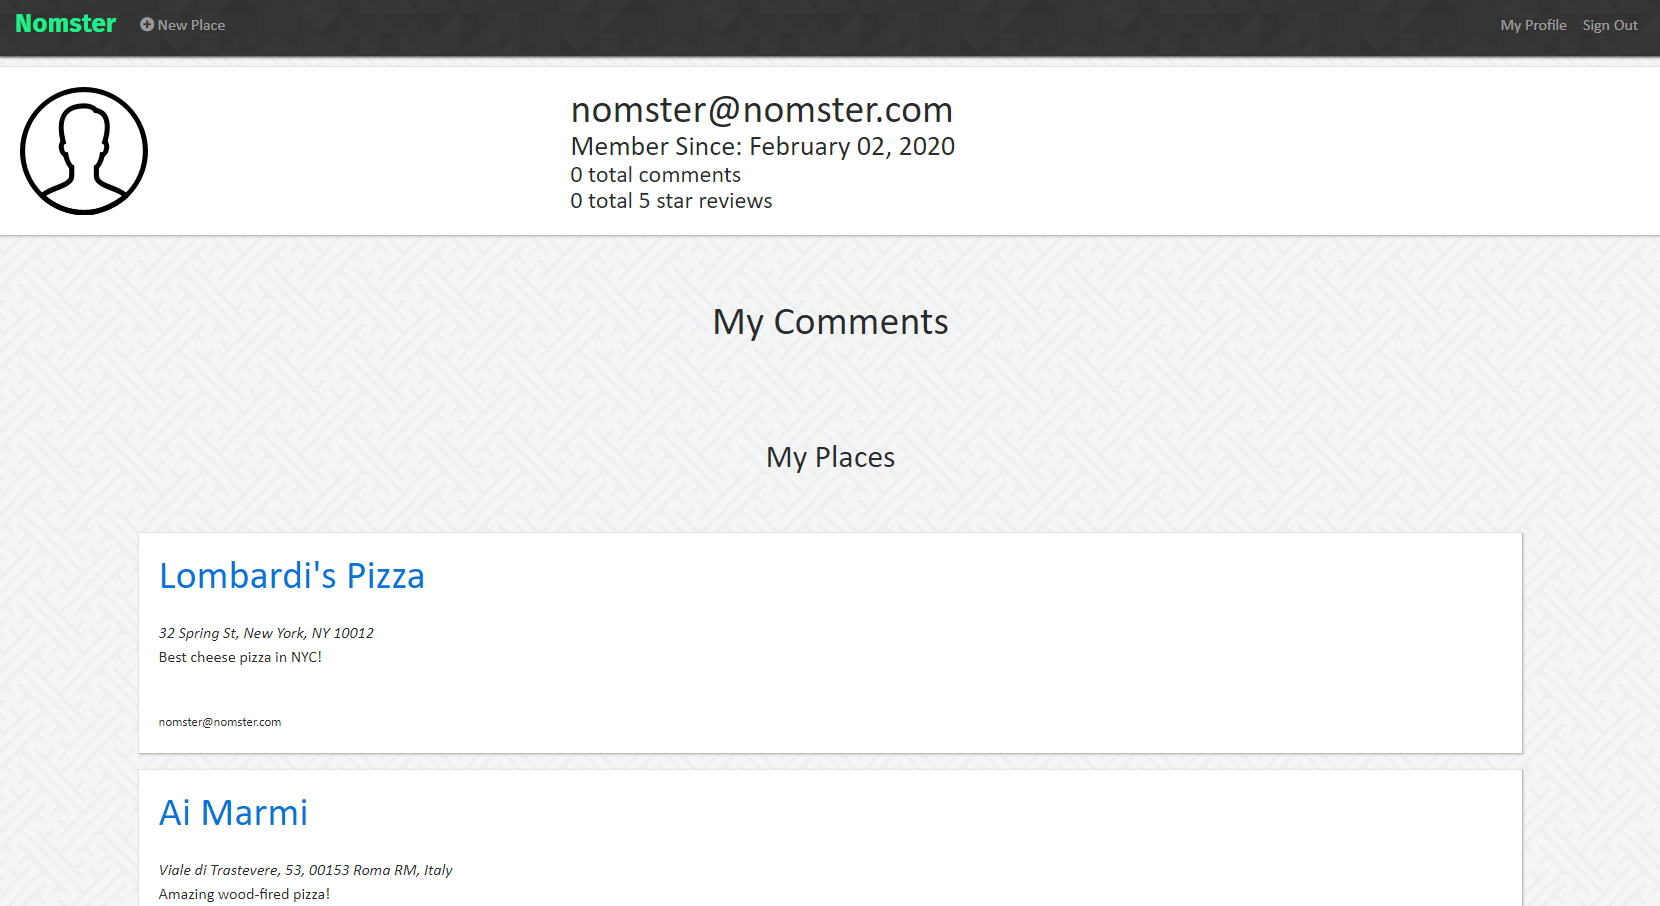 Nomster
New Place
My Profile
Sign Out
nomster@nomster.com
Member Since: February 02, 2020
0 total comments
0 total 5 star reviews
My Comments
My Places
Lombardi's Pizza
32 Spring St, New York, NY 10012
Best cheese pizza in NYC!
nomster@nomster.com
Ai Marmi
Viale di Trastevere, 53, 00153 Roma RM, Italy
Amazing wood-fired pizza!